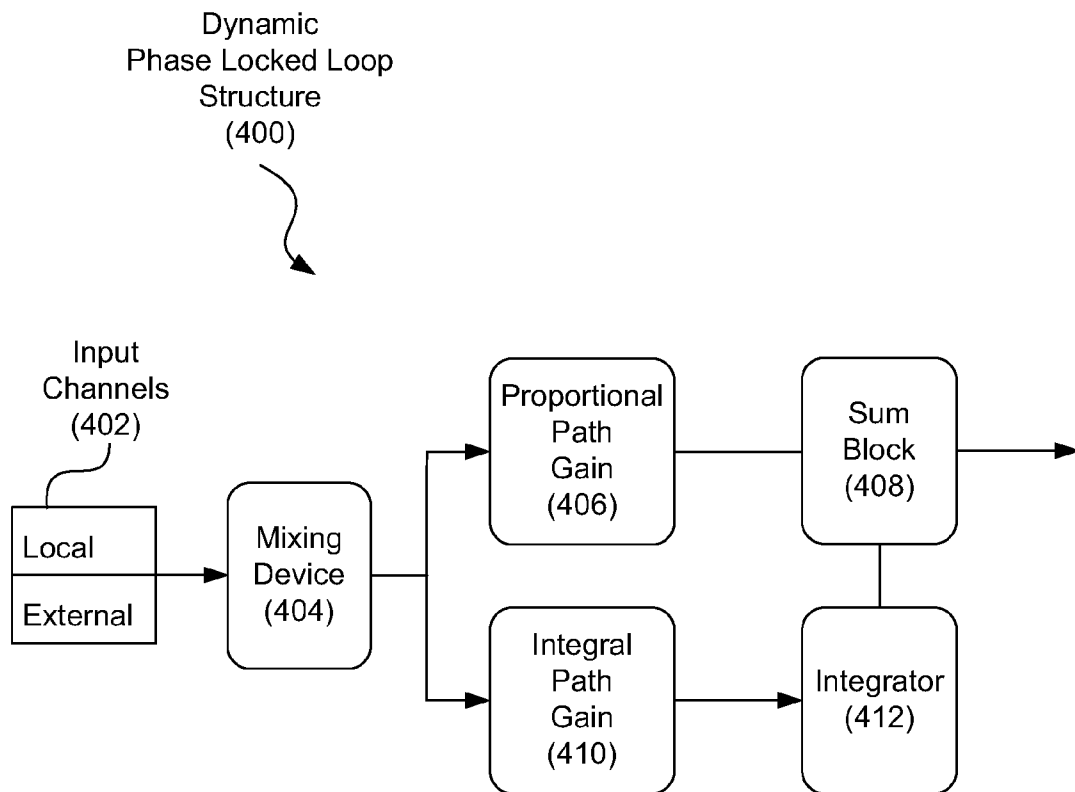 Dynamic
Phase Locked Loop
Structure
(400)
Input
Channels
(402)
Local
External
Mixing
Device
(404)
Proportional
Path
Gain
(406)
Sum
Block
(408)
Integral
Path
Gain
(410)
Integrator
(412)